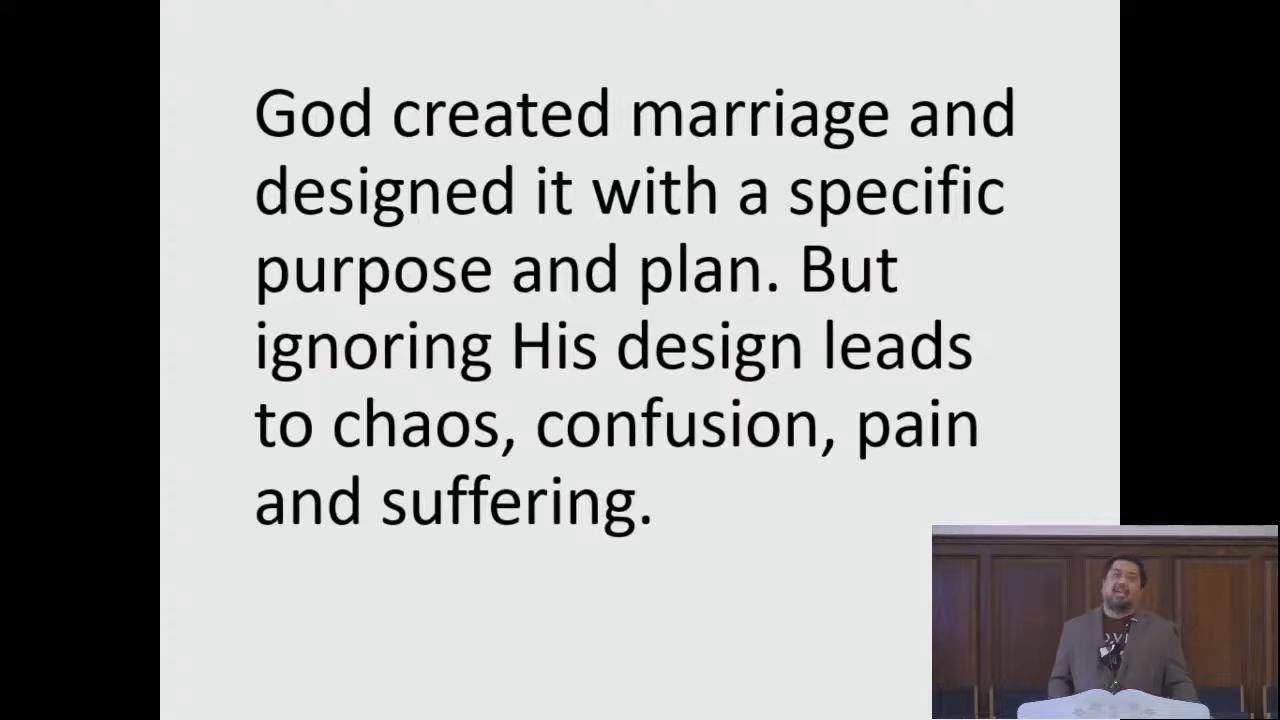 God created marriage and
designed it with a specific
purpose and plan. But
ignoring His design leads
to chaos, confusion, pain
and suffering.